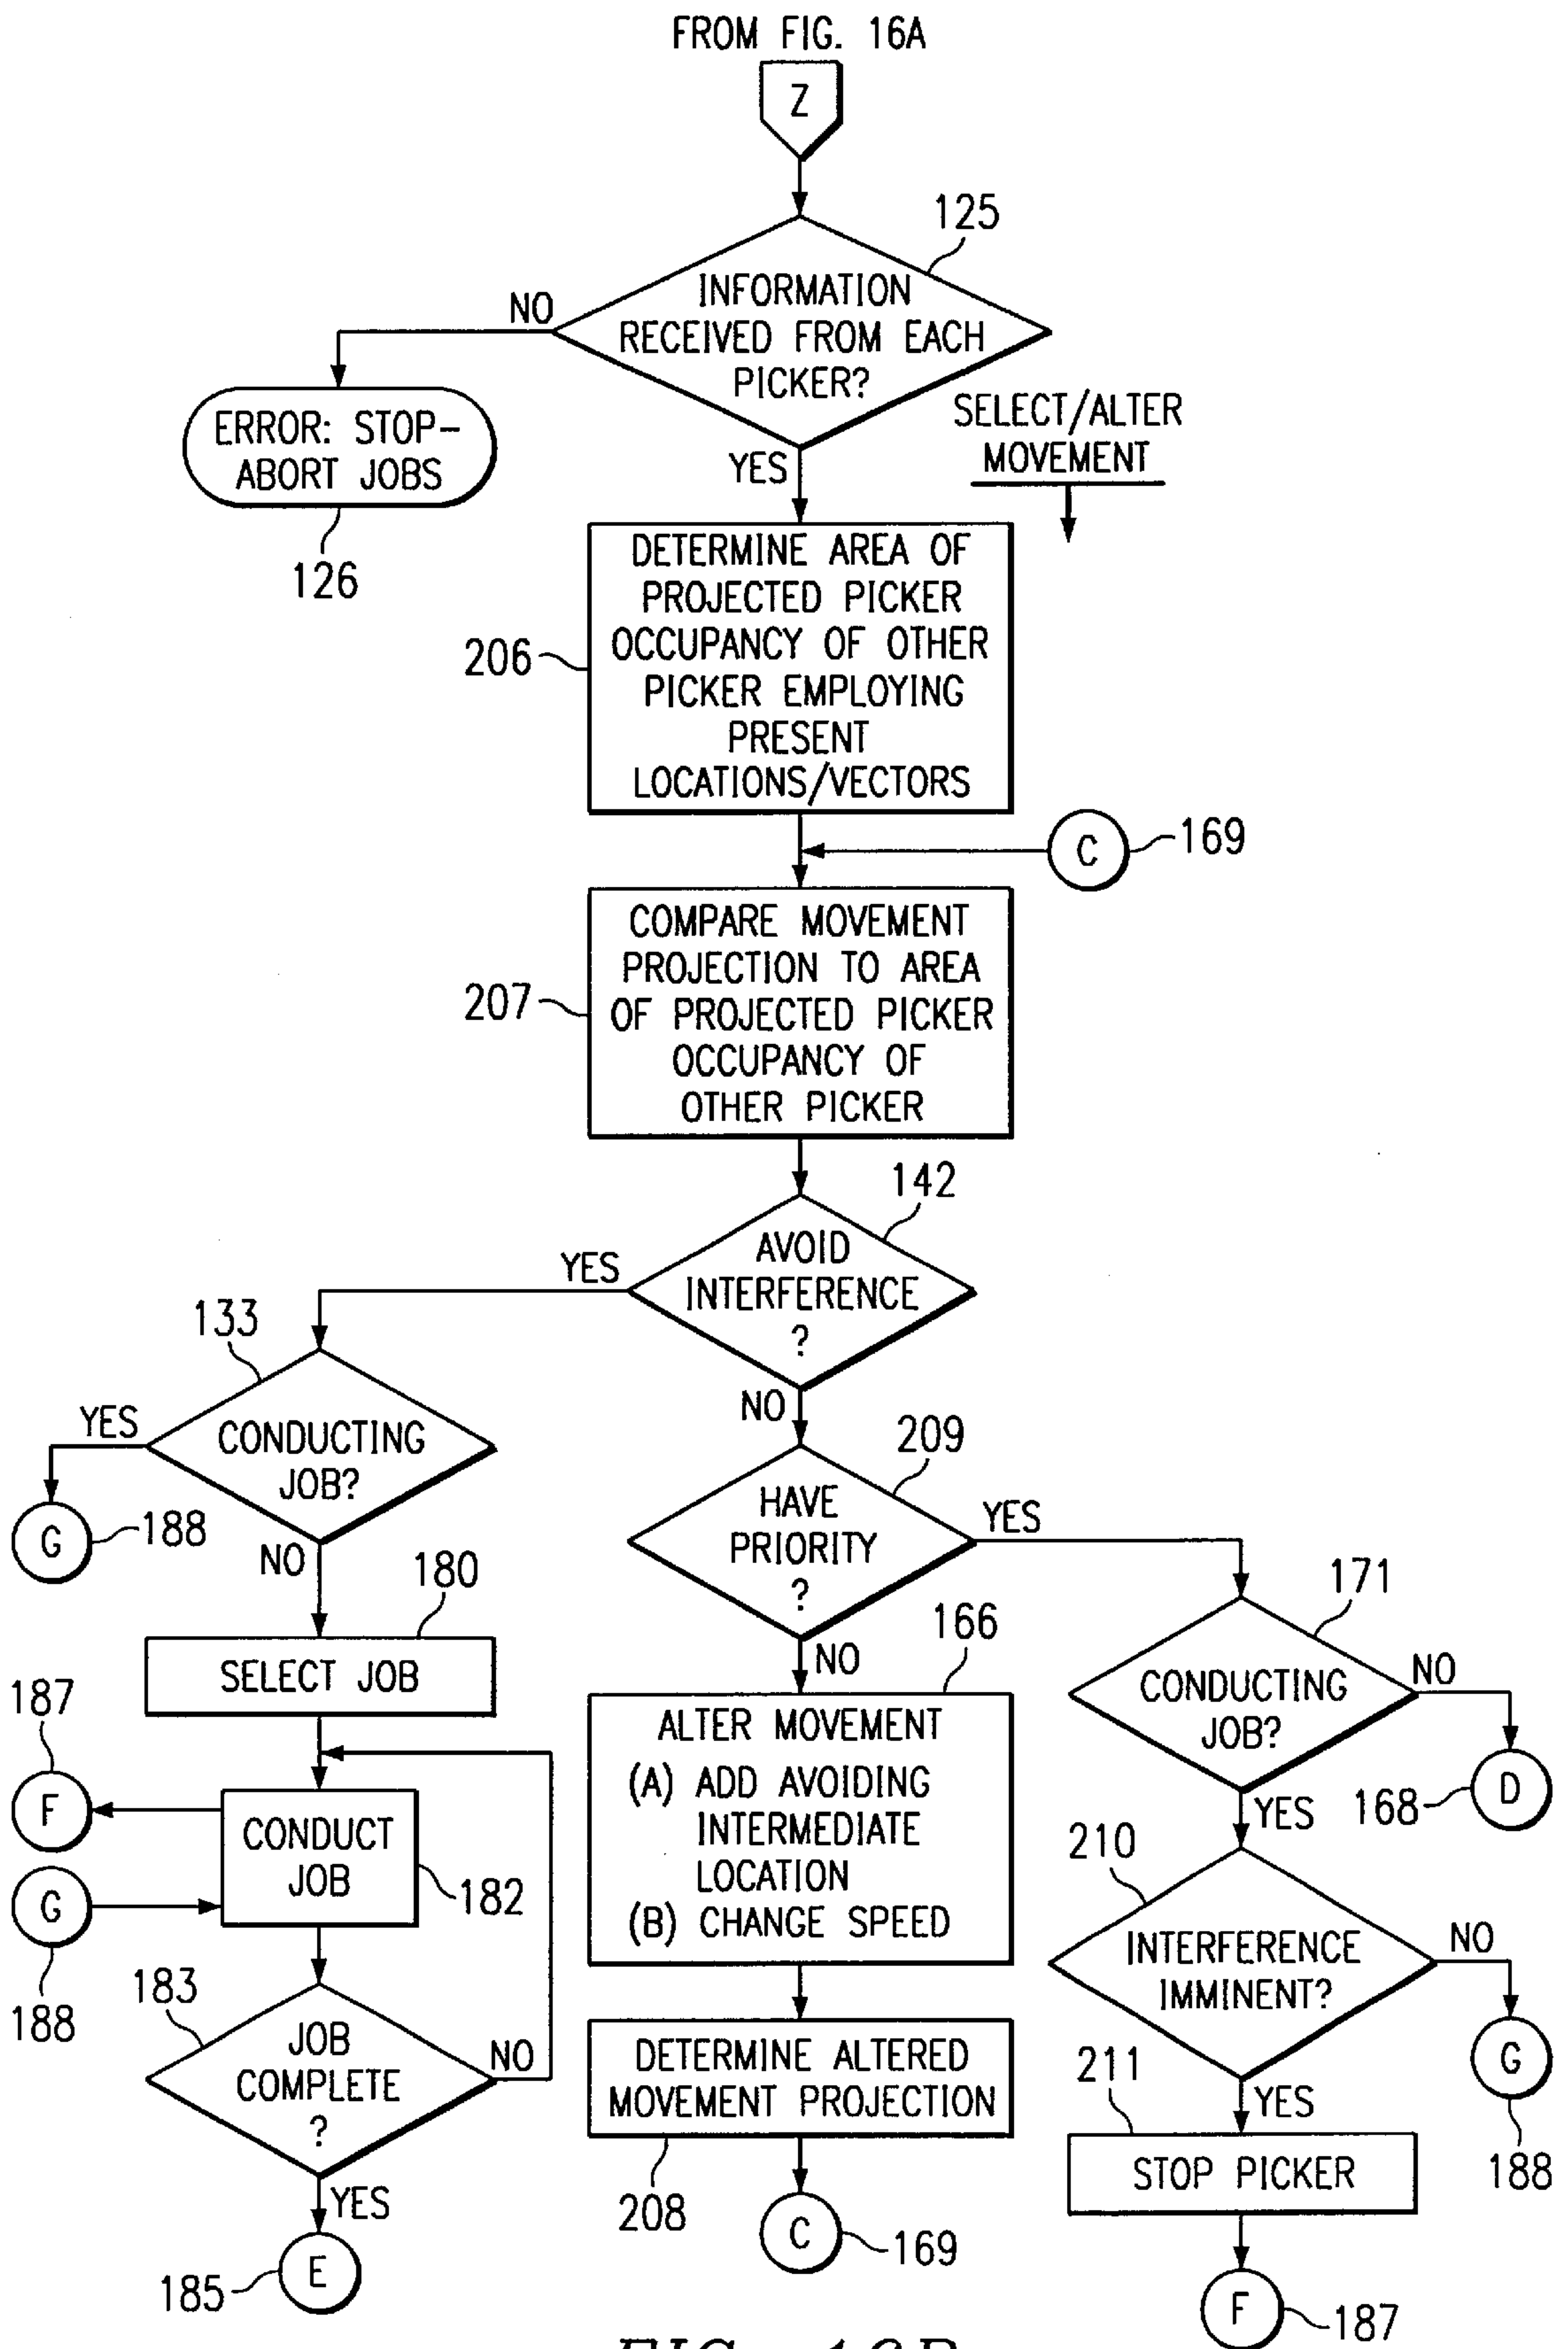 FROM FIG. 16A
Z
125
INFORMATION
RECEIVED FROM EACH
PICKER?
NO
YES
ERROR: STOP-
ABORT JOBS
126
SELECT/ALTER
MOVEMENT
DETERMINE AREA OF
PROJECTED PICKER
OCCUPANCY OF OTHER
PICKER EMPLOYING
PRESENT
LOCATIONS/VECTORS
206
C
169
COMPARE MOVEMENT
PROJECTION TO AREA
OF PROJECTED PICKER
OCCUPANCY OF
OTHER PICKER
207
142
AVOID
INTERFERENCE
?
YES
NO
133
CONDUCTING
JOB?
YES
G
188
NO
180
SELECT JOB
187
F
CONDUCT
JOB
182
G
188
183
JOB
COMPLETE
?
NO
YES
E
185
209
HAVE
PRIORITY
?
YES
NO
166
ALTER MOVEMENT
(A) ADD AVOIDING
INTERMEDIATE
LOCATION
(B) CHANGE SPEED
DETERMINE ALTERED
MOVEMENT PROJECTION
208
C
169
171
CONDUCTING
JOB?
NO
D
168
YES
210
INTERFERENCE
IMMINENT?
NO
G
188
YES
211
STOP PICKER
F
187
FIG. 16B